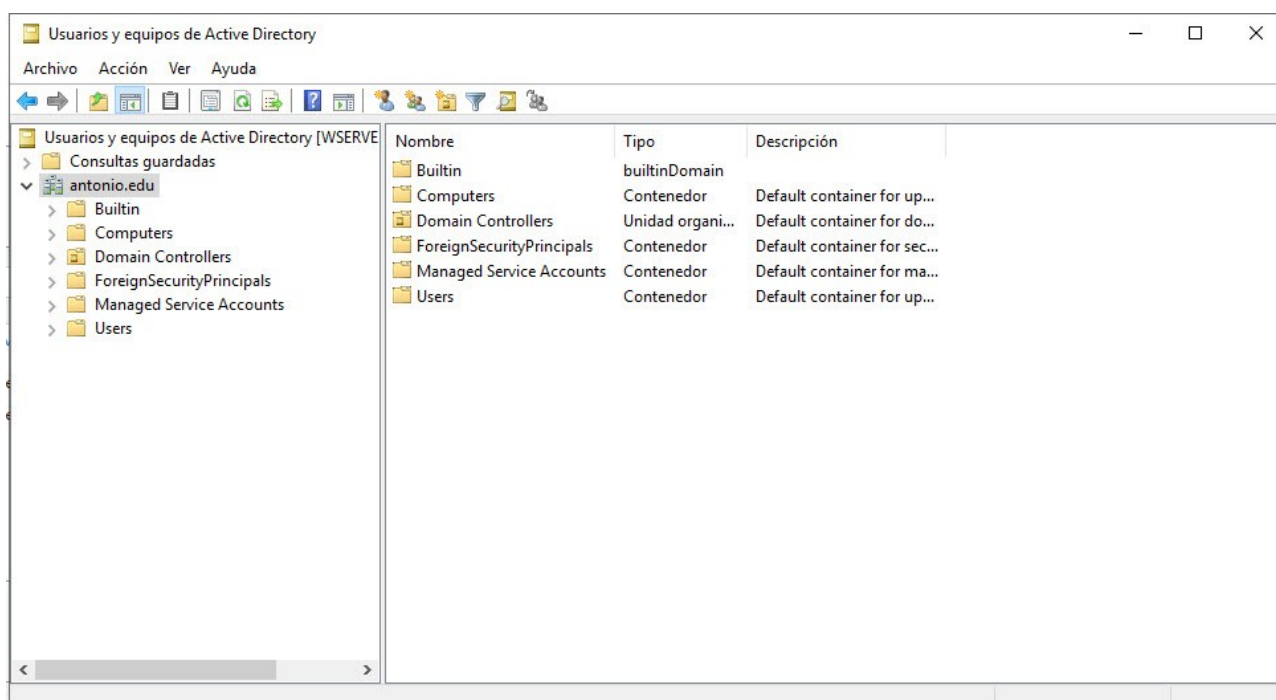 Usuarios y equipos de Active Directory
Archivo Acción Ver Ayuda
Usuarios y equipos de Active Directory [WSERVE
Consultas guardadas
antonio.edu
Builtin
Computers
Domain Controllers
ForeignSecurityPrincipals
Managed Service Accounts
Users
Nombre Tipo Descripción
Builtin builtinDomain
Computers Contenedor Default container for up...
Domain Controllers Unidad organi... Default container for do...
ForeignSecurityPrincipals Contenedor Default container for sec...
Managed Service Accounts Contenedor Default container for ma...
Users Contenedor Default container for up...